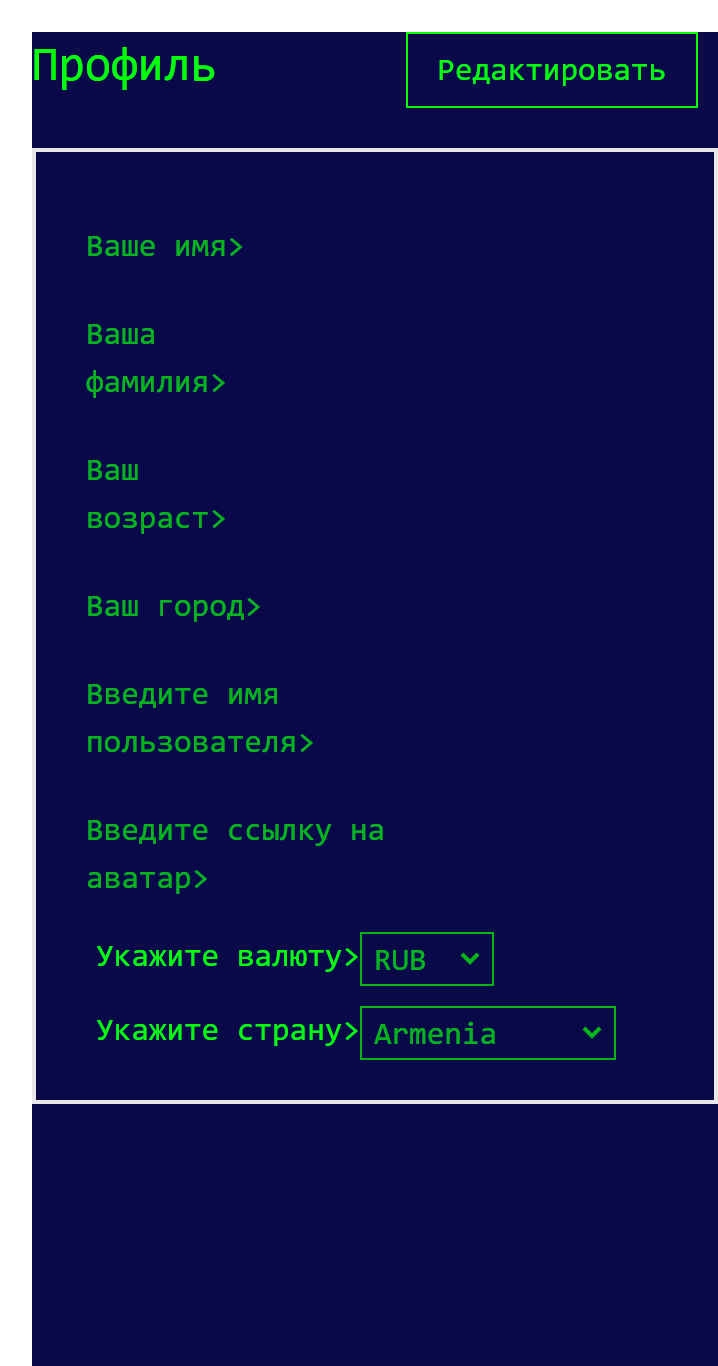 Профиль
Редактировать
Ваше имя>
Ваша
фамилия>
Ваш
возраст>
Ваш город>
Введите имя
пользователя>
Введите ссылку на
аватар>
Укажите валюту> RUB
Укажите страну> Armenia